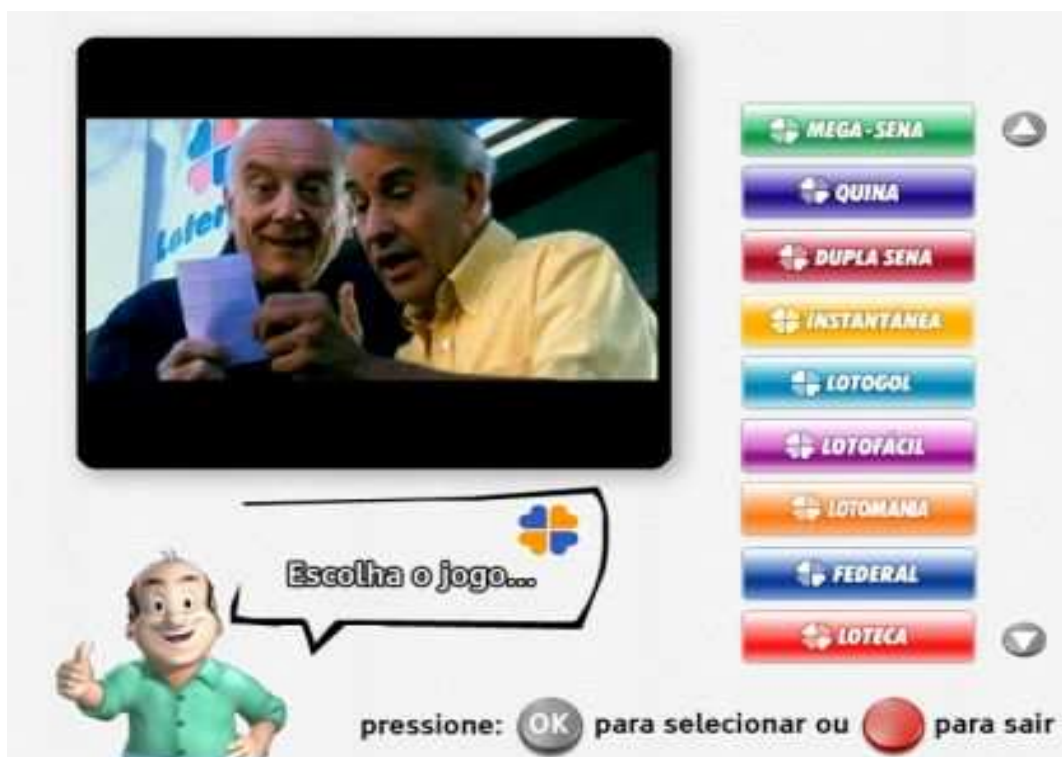 Loter
MEGA-SENA
QUINA
DUPLA SENA
INSTANTÂNEA
LOTOGOL
LOTOFÁCIL
LOTOMANIA
FEDERAL
LOTECA
Escolha o jogo...
pressione: OK para selecionar ou para sair